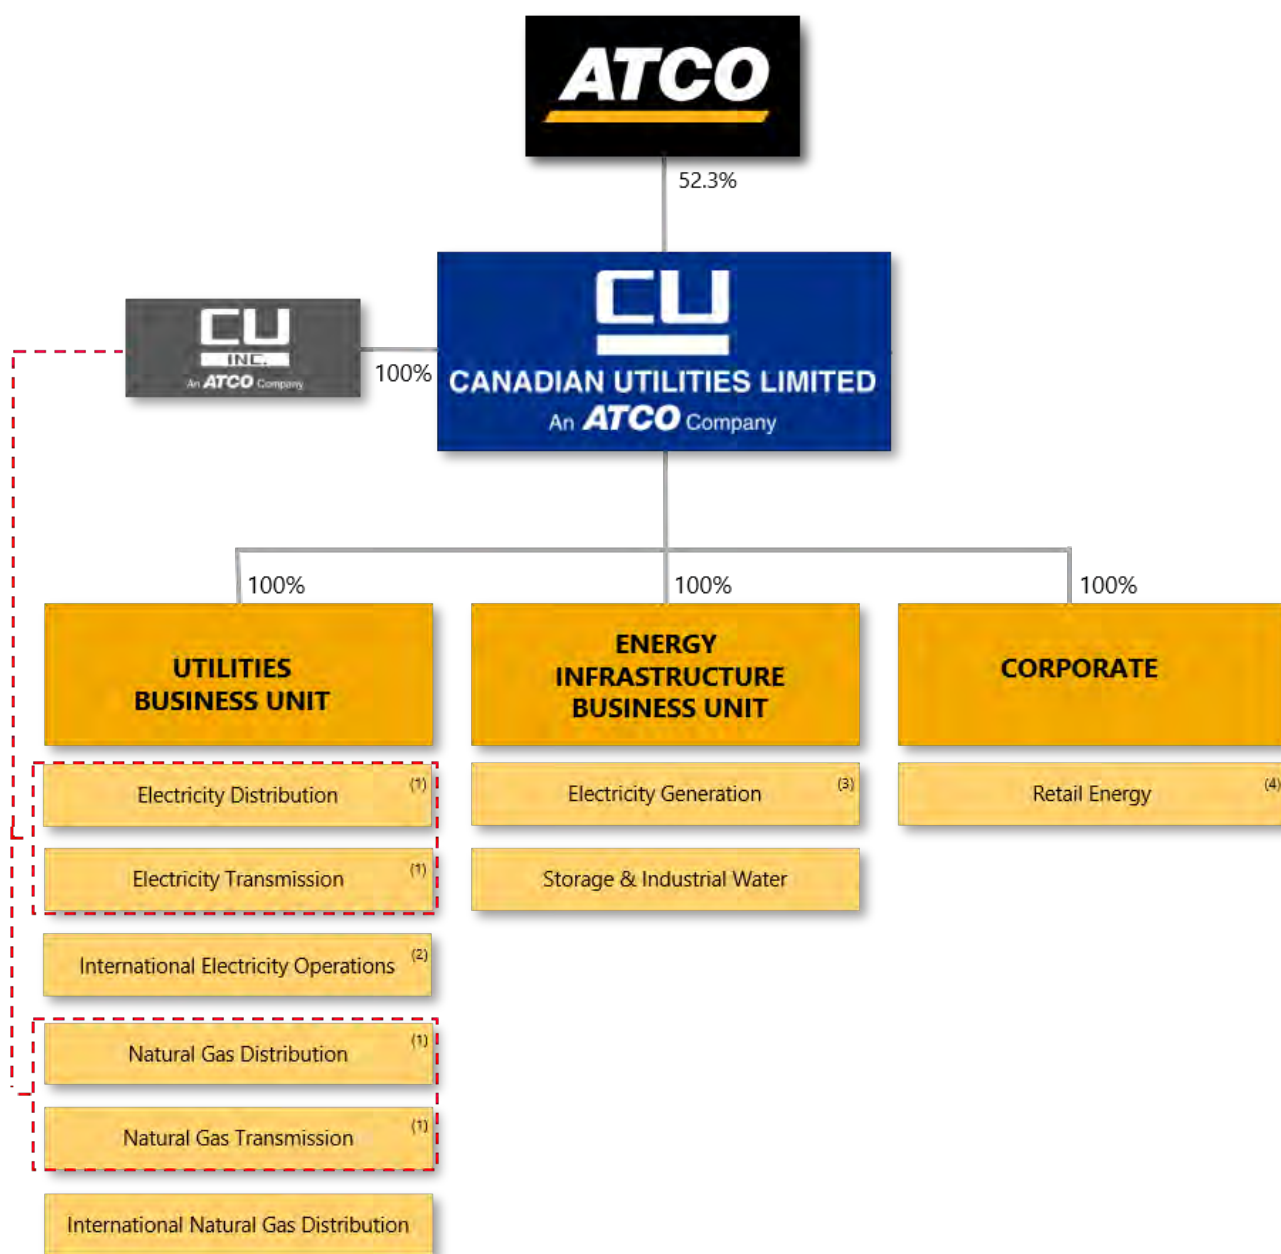 ATCO
52.3%
CU
INC.
An ATCO Company
100%
CU
CANADIAN UTILITIES LIMITED
An ATCO Company
100%
100%
100%
UTILITIES
BUSINESS UNIT
ENERGY
INFRASTRUCTURE
BUSINESS UNIT
CORPORATE
Electricity Distribution (1)
Electricity Generation (3)
Retail Energy (4)
Electricity Transmission (1)
Storage & Industrial Water
International Electricity Operations (2)
Natural Gas Distribution (1)
Natural Gas Transmission (1)
International Natural Gas Distribution